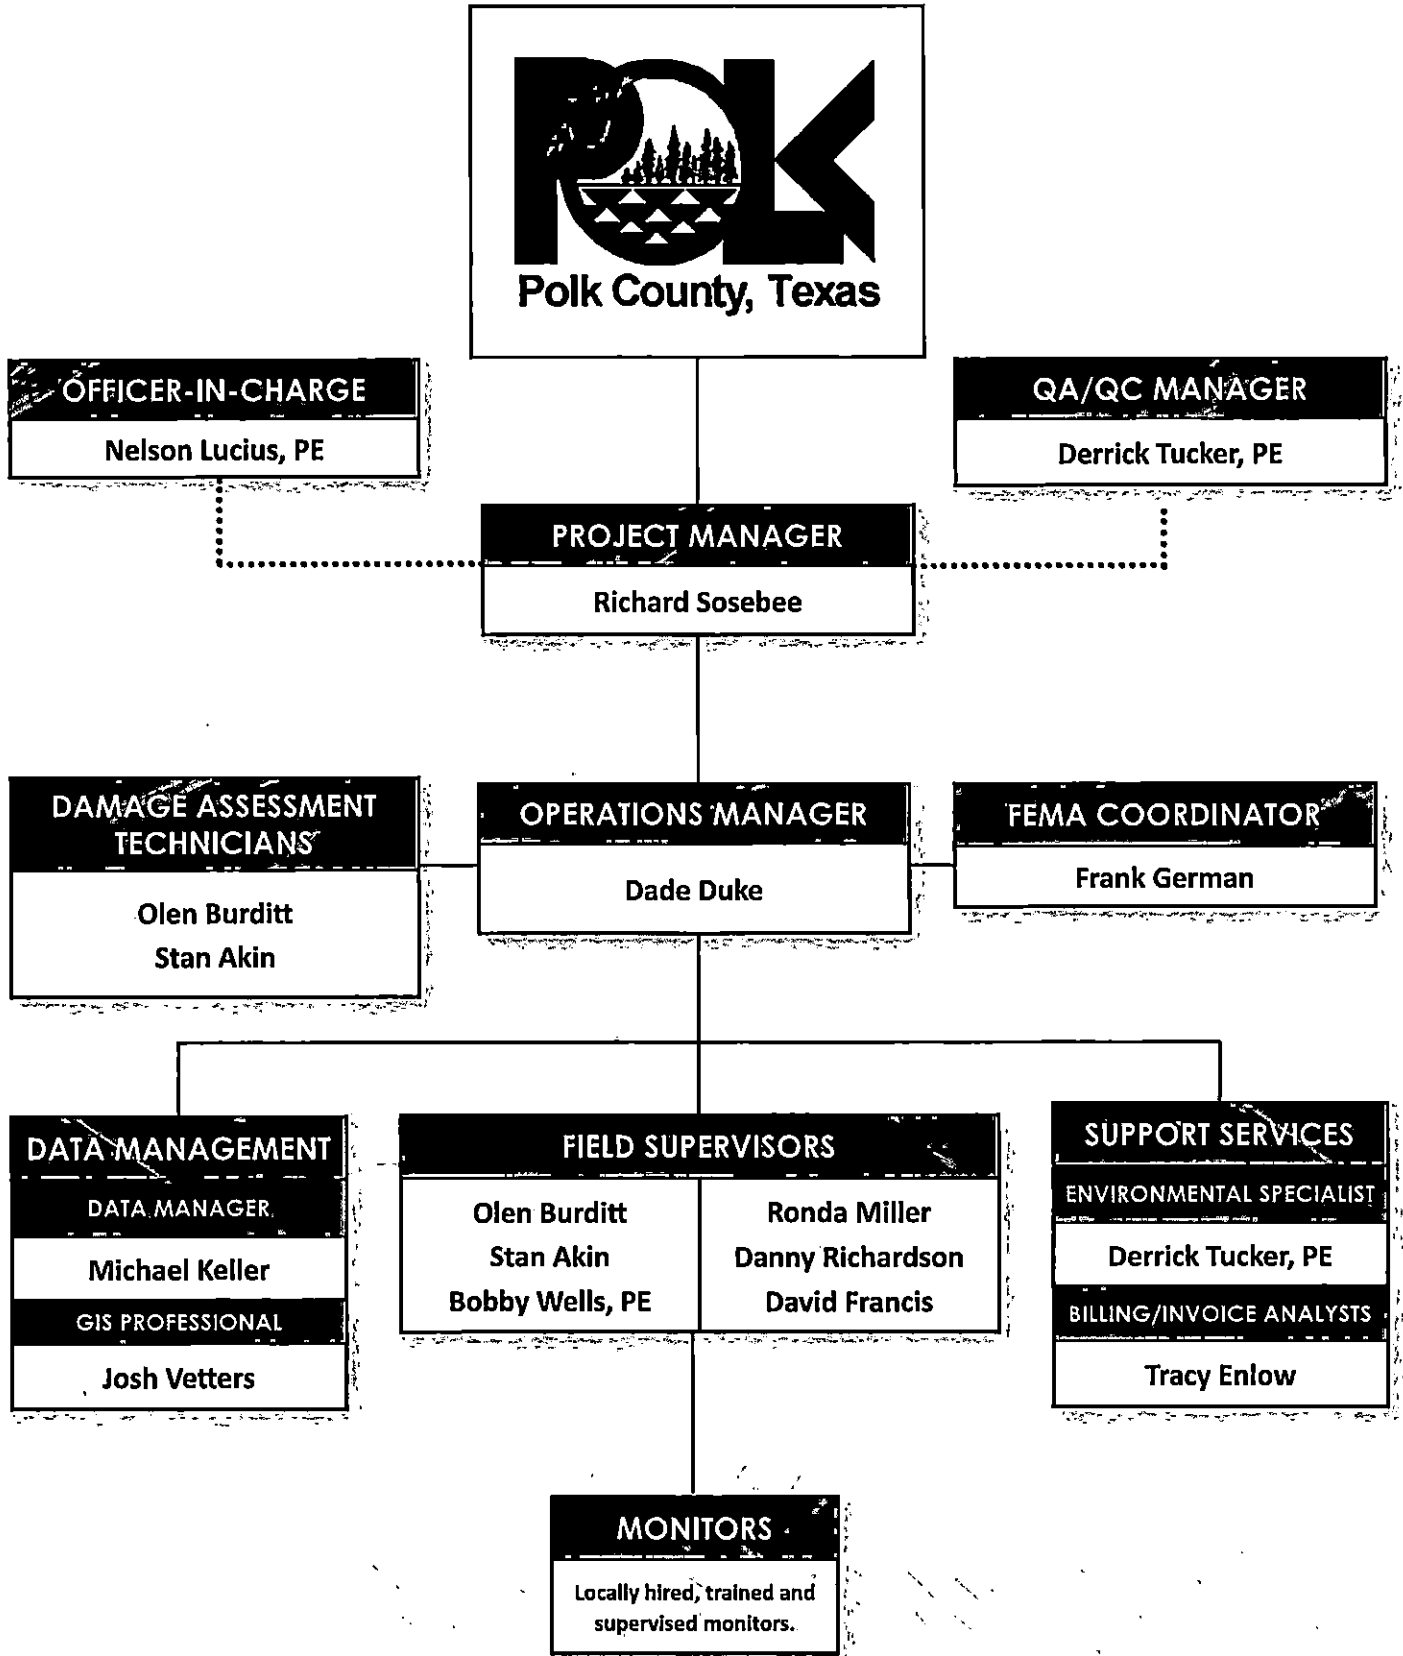 POLK
Polk County, Texas
OFFICER-IN-CHARGE
Nelson Lucius, PE
QA/QC MANAGER
Derrick Tucker, PE
PROJECT MANAGER
Richard Sosebee
DAMAGE ASSESSMENT
TECHNICIANS
Olen Burditt
Stan Akin
OPERATIONS MANAGER
Dade Duke
FEMA COORDINATOR
Frank German
DATA MANAGEMENT
DATA MANAGER
Michael Keller
GIS PROFESSIONAL
Josh Vetters
FIELD SUPERVISORS
Olen Burditt
Stan Akin
Bobby Wells, PE
Ronda Miller
Danny Richardson
David Francis
SUPPORT SERVICES
ENVIRONMENTAL SPECIALIST
Derrick Tucker, PE
BILLING/INVOICE ANALYSTS
Tracy Enlow
MONITORS
Locally hired, trained and
supervised monitors.